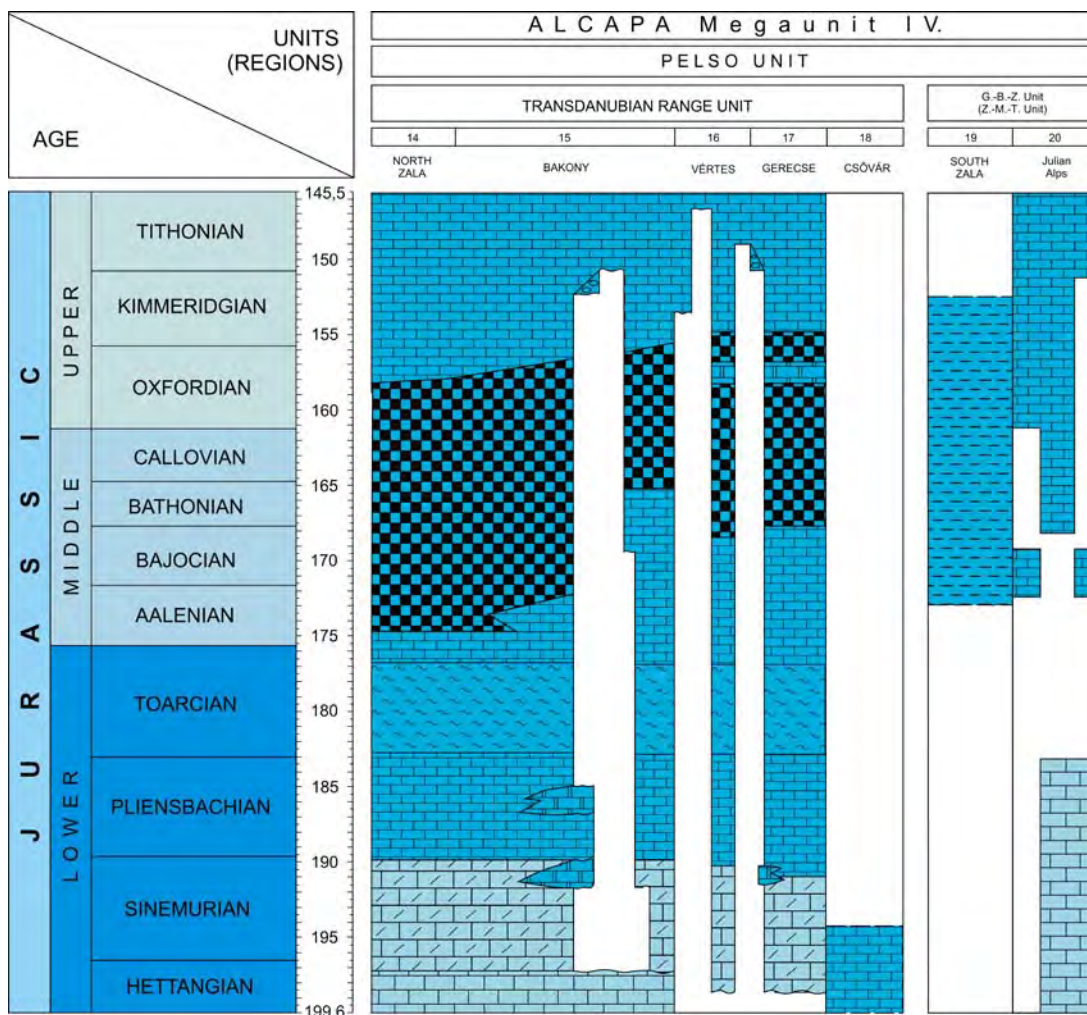 UNITS
(REGIONS)
AGE
ALCAPA Megaunit IV.
PELSO UNIT
TRANSDANUBIAN RANGE UNIT
G.-B.-Z. Unit
(Z.-M.-T. Unit)
14 15 16 17 18 19 20
NORTH
ZALA
BAKONY
VÉRTES
GERECSE
CSŐVÁR
SOUTH
ZALA
Julian
Alps
JURASSIC
UPPER
MIDDLE
LOWER
TITHONIAN
KIMMERIDGIAN
OXFORDIAN
CALLOVIAN
BATHONIAN
BAJOCIAN
AALENIAN
TOARCIAN
PLIENSBACHIAN
SINEMURIAN
HETTANGIAN
145,5
150
155
160
165
170
175
180
185
190
195
199,6